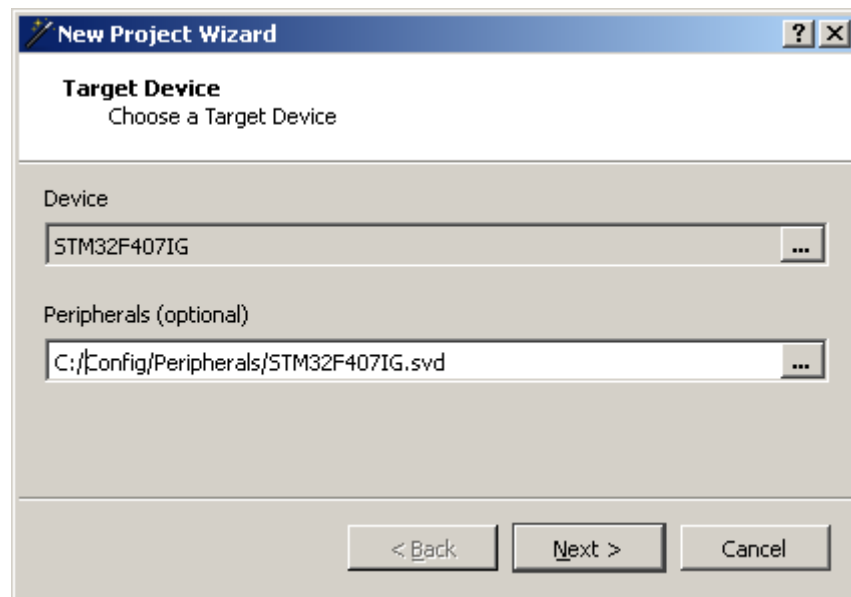 New Project Wizard
Target Device
Choose a Target Device
Device
STM32F407IG
...
Peripherals (optional)
C:/Config/Peripherals/STM32F407IG.svd
...
< Back
Next >
Cancel